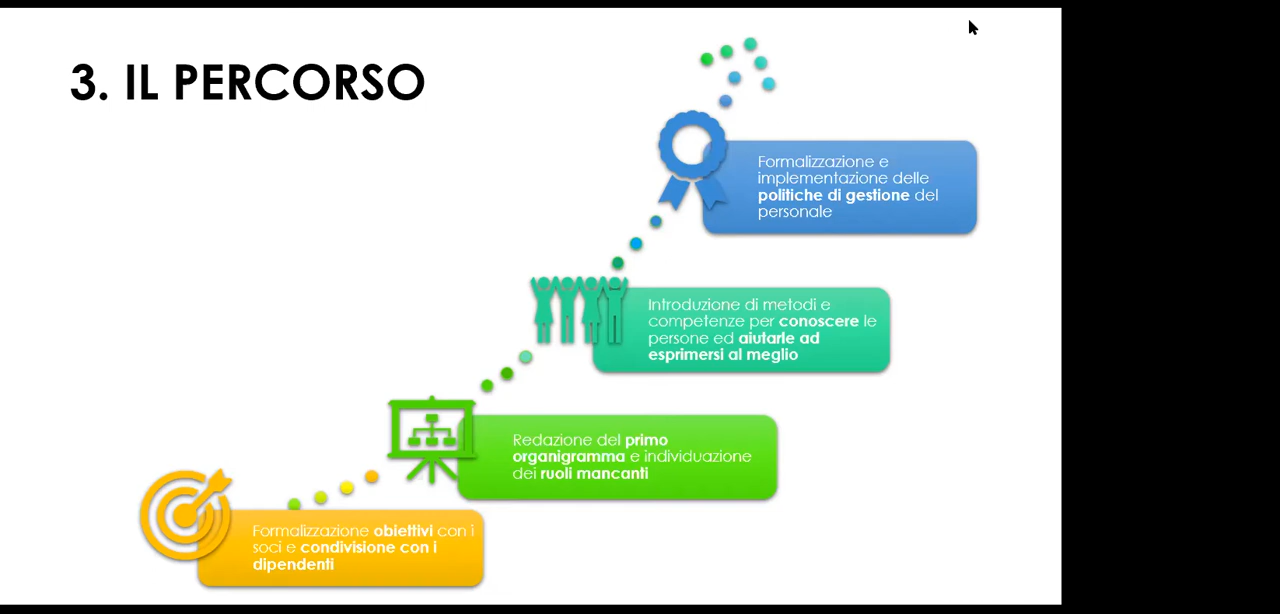 3. IL PERCORSO
Formalizzazione e
implementazione delle
politiche di gestione del
personale
Introduzione di metodi e
competenze per conoscere le
persone ed aiutarle ad
esprimersi al meglio
Redazione del primo
organigramma e individuazione
dei ruoli mancanti
Formalizzazione obiettivi con i
soci e condivisione con i
dipendenti